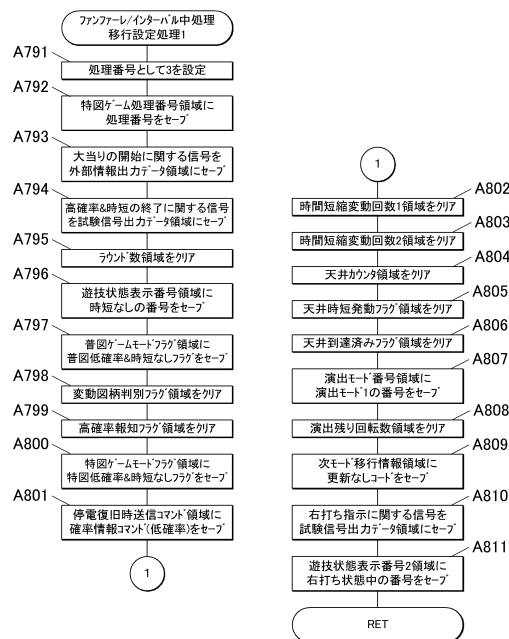 ファンファーレ/インターバル中処理
移行設定処理1
A791
処理番号として3を設定
A792
特図ゲーム処理番号領域に
処理番号をセーブ
A793
大当りの開始に関する信号を
外部情報出力データ領域にセーブ
A794
高確率&時短の終了に関する信号
を試験信号出力データ領域にセーブ
A795
ラウンド数領域をクリア
A796
遊技状態表示番号領域に
時短なしの番号をセーブ
A797
普図ゲームモードフラグ領域に
普図低確率&時短なしフラグをセーブ
A798
変動図柄判別フラグ領域をクリア
A799
高確率報知フラグ領域をクリア
A800
特図ゲームモードフラグ領域に
特図低確率&時短なしフラグをセーブ
A801
停電復旧時送信コマンド領域に
確率情報コマンド(低確率)をセーブ
1
1
A802
時間短縮変動回数1領域をクリア
A803
時間短縮変動回数2領域をクリア
A804
天井カウンタ領域をクリア
A805
天井時短発動フラグ領域をクリア
A806
天井到達済みフラグ領域をクリア
A807
演出モード番号領域に
演出モード1の番号をセーブ
A808
演出残り回転数領域をクリア
A809
次モード移行情報領域に
更新なしコードをセーブ
A810
右打ち指示に関する信号を
試験信号出力データ領域にセーブ
A811
遊技状態表示番号2領域に
右打ち状態中の番号をセーブ
RET